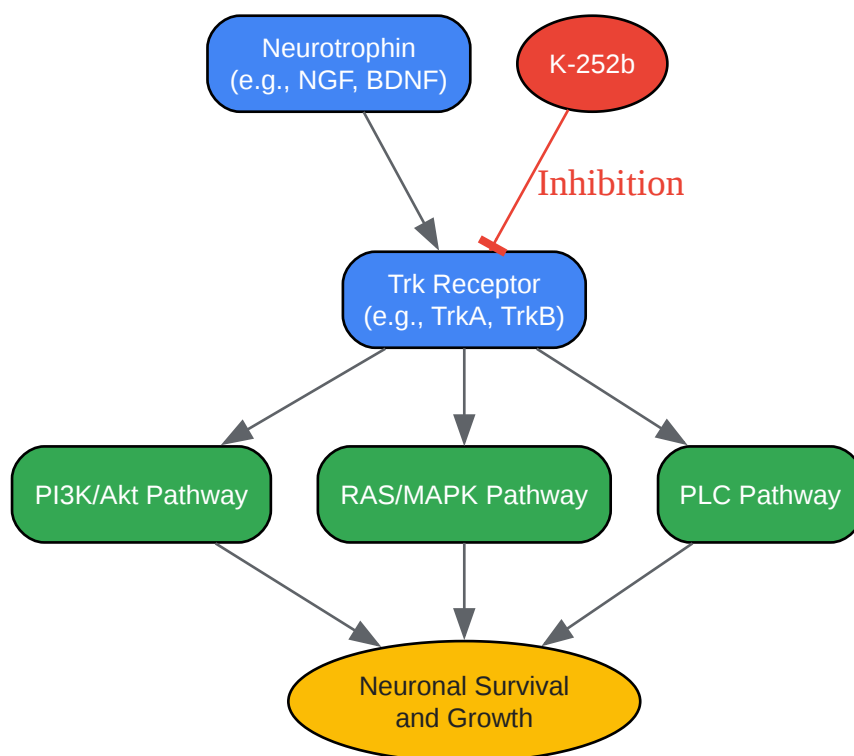 Neurotrophin
(e.g., NGF, BDNF)
K-252b
Inhibition
Trk Receptor
(e.g., TrkA, TrkB)
PI3K/Akt Pathway
RAS/MAPK Pathway
PLC Pathway
Neuronal Survival
and Growth